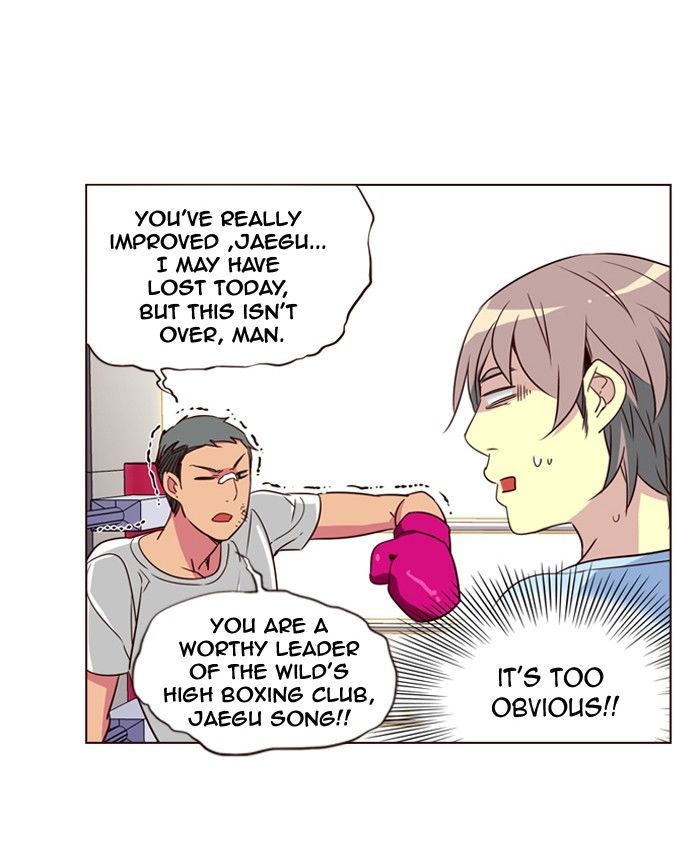 YOU'VE REALLY
IMPROVED ,JAEGU...
I MAY HAVE
LOST TODAY,
BUT THIS ISN'T
OVER, MAN.
YOU ARE A
WORTHY LEADER
OF THE WILD'S
HIGH BOXING CLUB,
JAEGU SONG!!
IT'S TOO
OBVIOUS!!